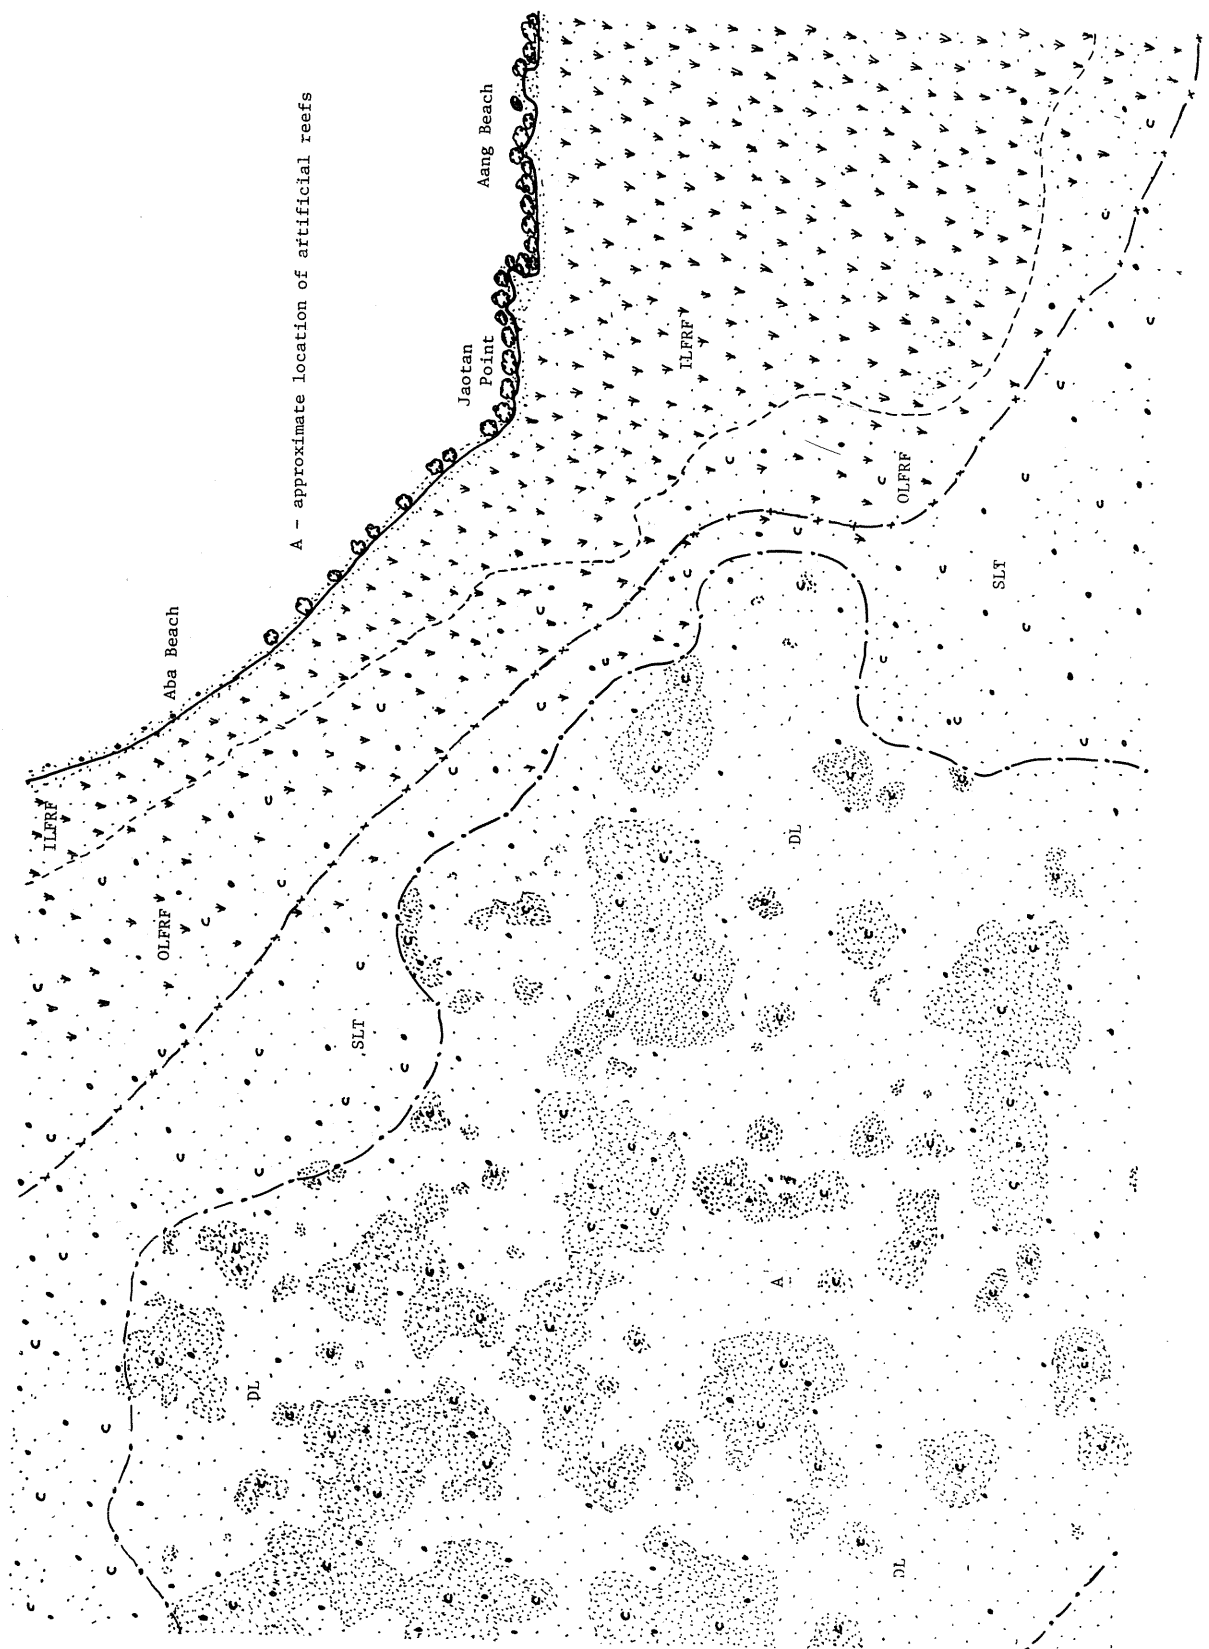 A - approximate location of artificial reefs
Aang Beach
Jaotan
Point
Aba Beach
ILFRF
ILFRF
OLFRF
OLFRF
SLT
SLT
DL
DL
DL
A